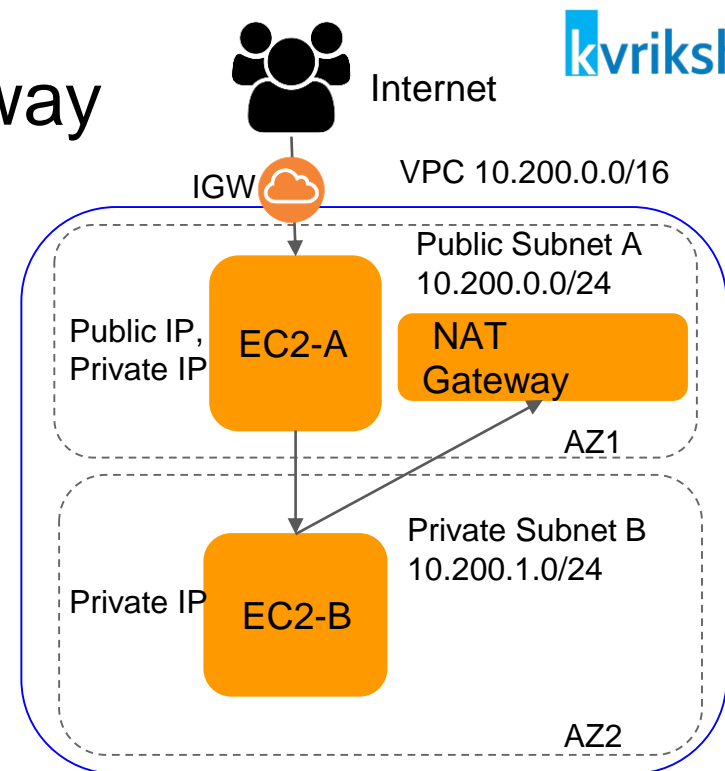 way
kvriksh
Internet
IGW
VPC 10.200.0.0/16
Public Subnet A
10.200.0.0/24
Public IP,
Private IP
EC2-A
NAT
Gateway
AZ1
Private Subnet B
10.200.1.0/24
Private IP
EC2-B
AZ2